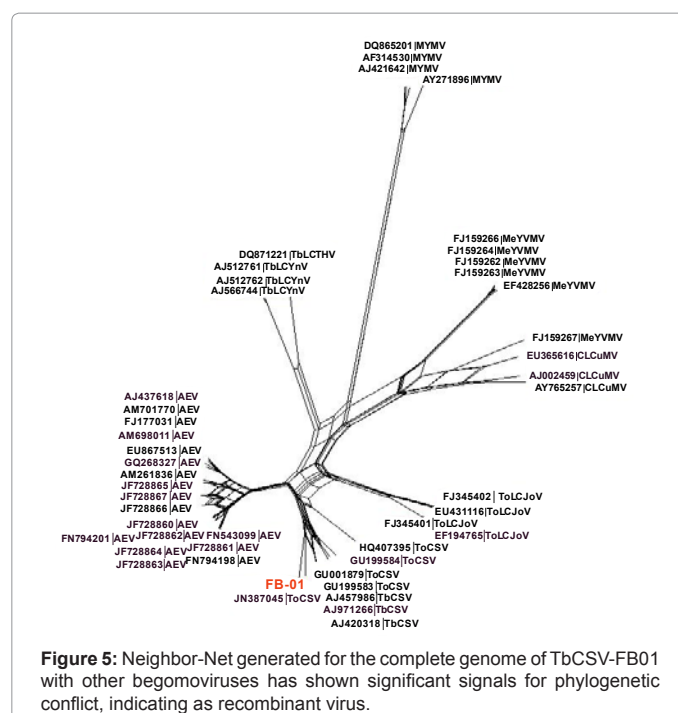 DQ865201|MYMV
AF314530|MYMV
AJ421642|MYMV
AY271896|MYMV
FJ159266|MeYVMV
FJ159264|MeYVMV
FJ159262|MeYVMV
FJ159263|MeYVMV
EF428256|MeYVMV
DQ871221|TbLCTHV
AJ512761|TbLCYnV
AJ512762|TbLCYnV
AJ566744|TbLCYnV
FJ159267|MeYVMV
EU365616|CLCuMV
AJ002459|CLCuMV
AY765257|CLCuMV
AJ437618|AEV
AM701770|AEV
FJ177031|AEV
AM698011|AEV
EU867513|AEV
GQ268327|AEV
AM261836|AEV
JF728865|AEV
JF728867|AEV
JF728866|AEV
JF728860|AEV
JF728862|AEV
FN543099|AEV
FN794201|AEV
JF728861|AEV
JF728864|AEV
FN794198|AEV
JF728863|AEV
FJ345402|ToLCJoV
EU431116|ToLCJoV
FJ345401|ToLCJoV
EF194765|ToLCJoV
HQ407395|ToCSV
GU199584|ToCSV
GU001879|ToCSV
FB-01
GU199583|ToCSV
JN387045|ToCSV
AJ457986|TbCSV
AJ971266|TbCSV
AJ420318|TbCSV
Figure 5: Neighbor-Net generated for the complete genome of TbCSV-FB01
with other begomoviruses has shown significant signals for phylogenetic
conflict, indicating as recombinant virus.